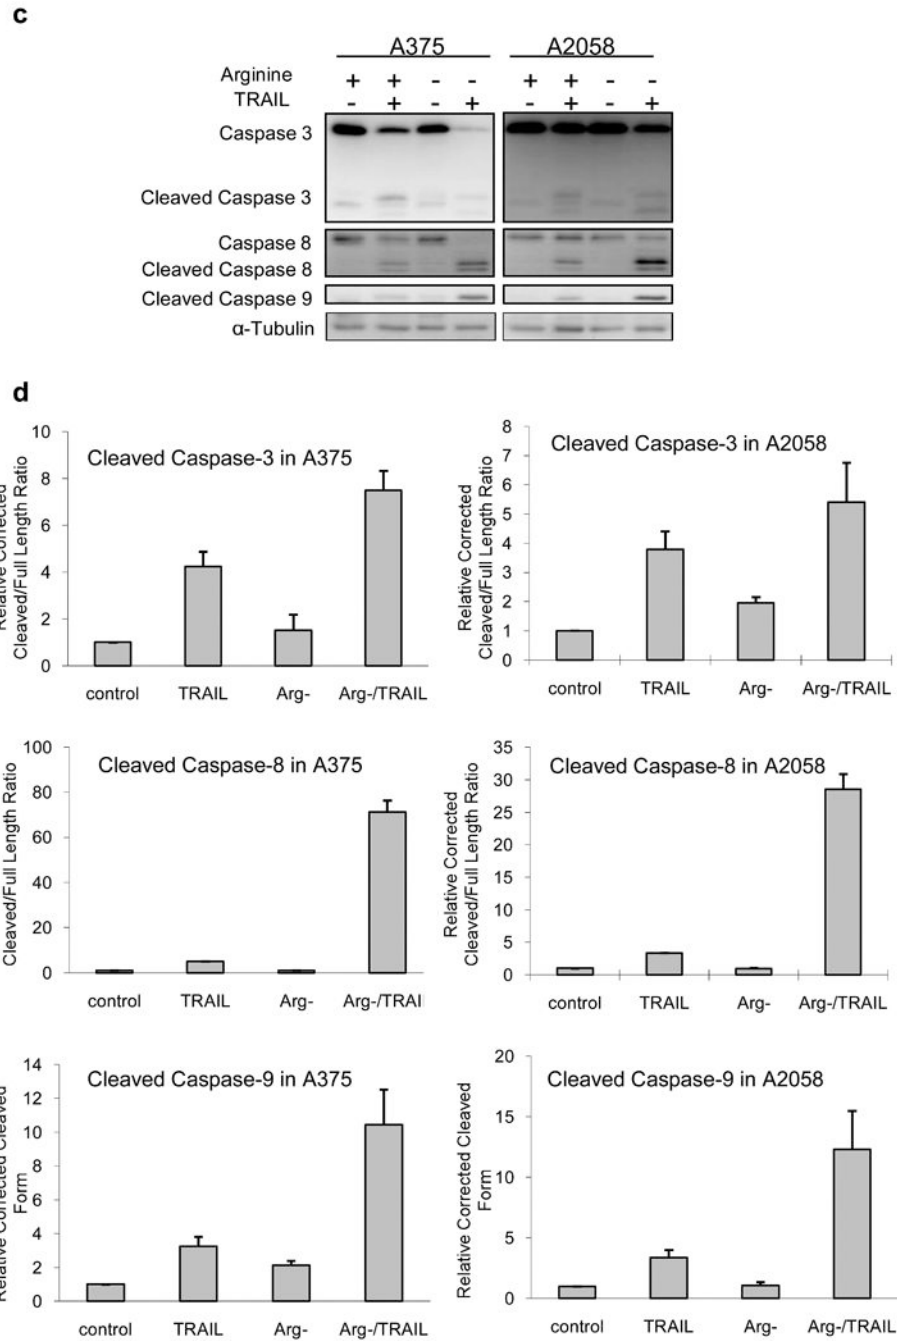 c
A375 A2058
Arginine + + - - + + - -
TRAIL - + - + - + - +
Caspase 3
Cleaved Caspase 3
Caspase 8
Cleaved Caspase 8
Cleaved Caspase 9
α-Tubulin
d
Cleaved Caspase-3 in A375
Relative Corrected
Cleaved/Full Length Ratio
10
8
6
4
2
0
control TRAIL Arg- Arg-/TRAIL
Cleaved Caspase-3 in A2058
Relative Corrected
Cleaved/Full Length Ratio
8
7
6
5
4
3
2
1
0
control TRAIL Arg- Arg-/TRAIL
Cleaved Caspase-8 in A375
Cleaved/Full Length Ratio
100
80
60
40
20
0
control TRAIL Arg- Arg-/TRAI
Cleaved Caspase-8 in A2058
Relative Corrected
Cleaved/Full Length Ratio
35
30
25
20
15
10
5
0
control TRAIL Arg- Arg-/TRAIL
Cleaved Caspase-9 in A375
Relative Corrected Cleaved
Form
14
12
10
8
6
4
2
0
control TRAIL Arg- Arg-/TRAIL
Cleaved Caspase-9 in A2058
Relative Corrected Cleaved
Form
20
15
10
5
0
control TRAIL Arg- Arg-/TRAIL